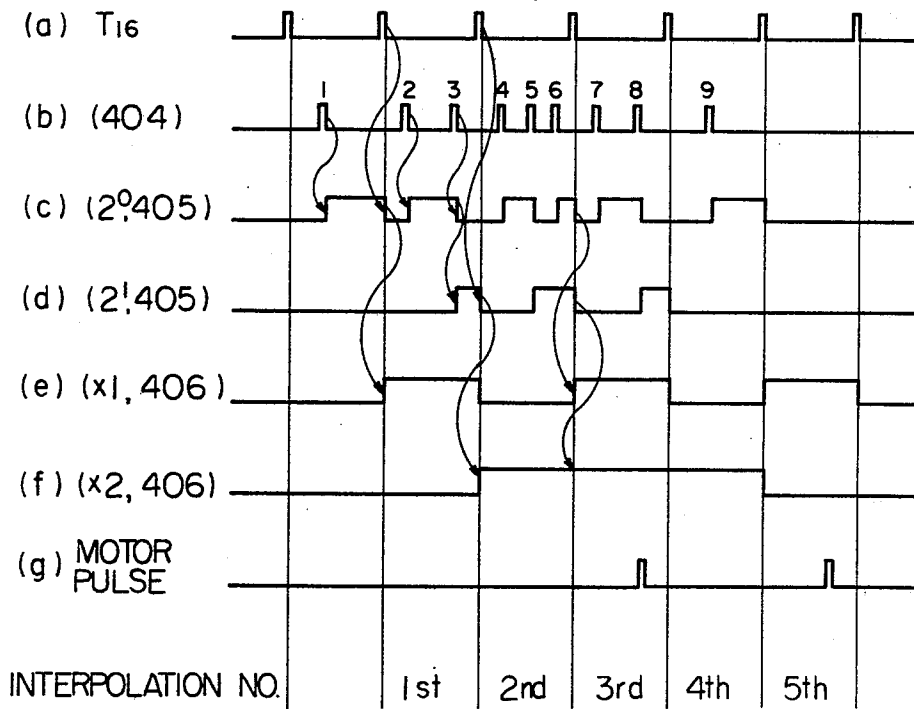 (a) T16
1 2 3 4 5 6 7 8 9
(b) (404)
(c) (2⁰,405)
(d) (2¹,405)
(e) (x1, 406)
(f) (x2, 406)
(g) MOTOR
PULSE
INTERPOLATION NO. 1st 2nd 3rd 4th 5th